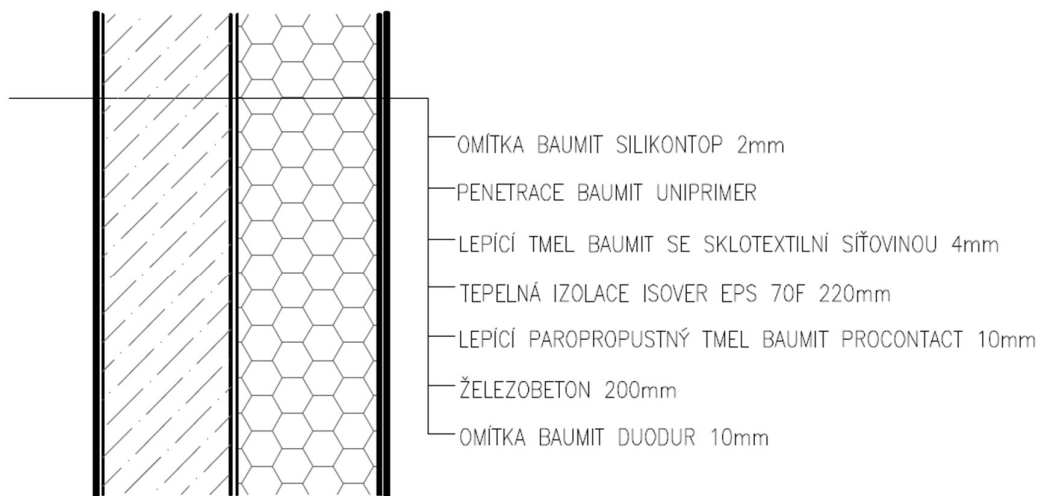 OMÍTKA BAUMIT SILIKONTOP 2mm
PENETRACE BAUMIT UNIPRIMER
LEPÍCÍ TMEL BAUMIT SE SKLOTEXTILNÍ SÍŤOVINOU 4mm
TEPELNÁ IZOLACE ISOVER EPS 70F 220mm
LEPÍCÍ PAROPROPUSTNÝ TMEL BAUMIT PROCONTACT 10mm
ŽELEZOBETON 200mm
OMÍTKA BAUMIT DUODUR 10mm